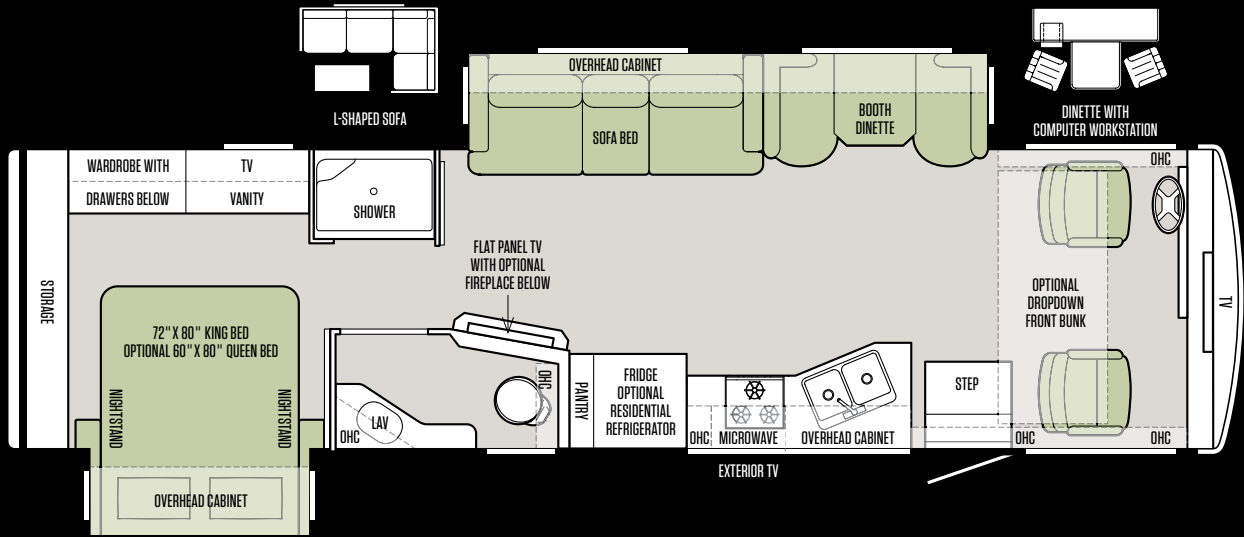 L-SHAPED SOFA
OVERHEAD CABINET
SOFA BED
BOOTH
DINETTE
DINETTE WITH
COMPUTER WORKSTATION
WARDROBE WITH
DRAWERS BELOW
TV
VANITY
SHOWER
OHC
FLAT PANEL TV
WITH OPTIONAL
FIREPLACE BELOW
STORAGE
72" X 80" KING BED
OPTIONAL 60" X 80" QUEEN BED
NIGHTSTAND
NIGHTSTAND
OVERHEAD CABINET
OHC
LAV
OHC
PANTRY
FRIDGE
OPTIONAL
RESIDENTIAL
REFRIGERATOR
OHC
MICROWAVE
OVERHEAD CABINET
EXTERIOR TV
STEP
OPTIONAL
DROPDOWN
FRONT BUNK
OHC
OHC
TV